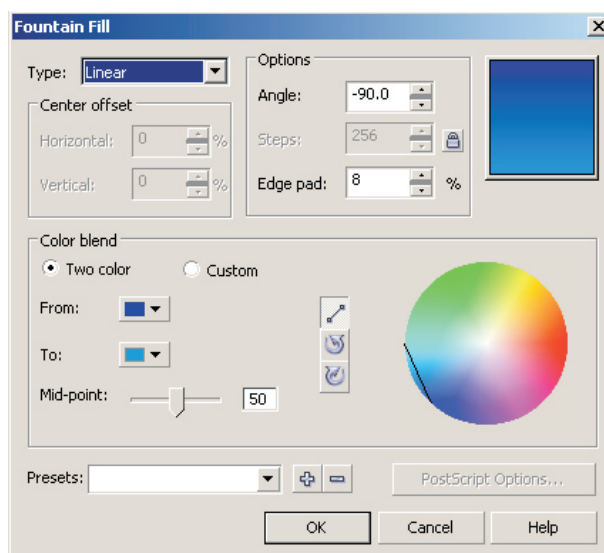 Fountain Fill
Type: Linear
Options
Angle: -90.0
Steps: 256
Edge pad: 8 %
Center offset
Horizontal: 0 %
Vertical: 0 %
Color blend
Two color Custom
From:
To:
Mid-point: 50
Presets:
PostScript Options...
OK Cancel Help